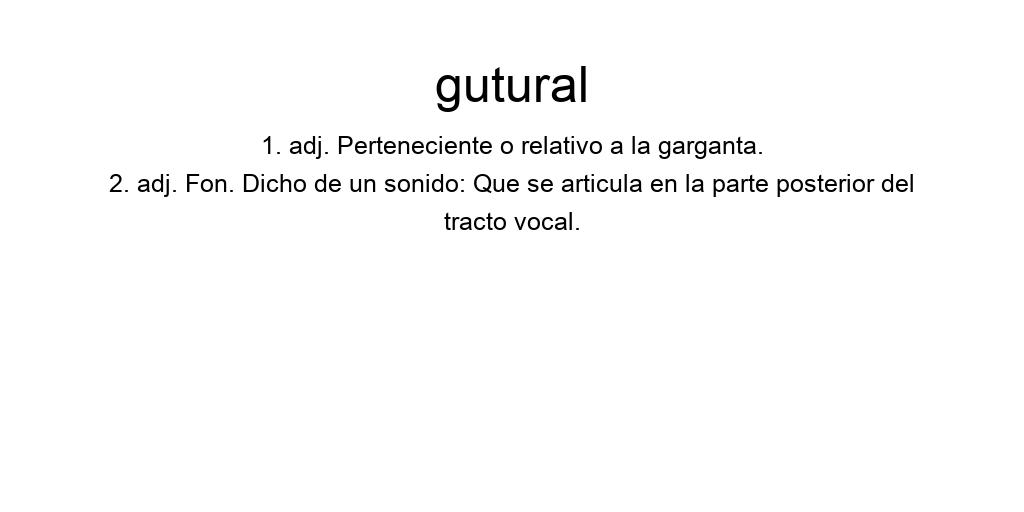 gutural
1. adj. Perteneciente o relativo a la garganta.
2. adj. Fon. Dicho de un sonido: Que se articula en la parte posterior del
tracto vocal.